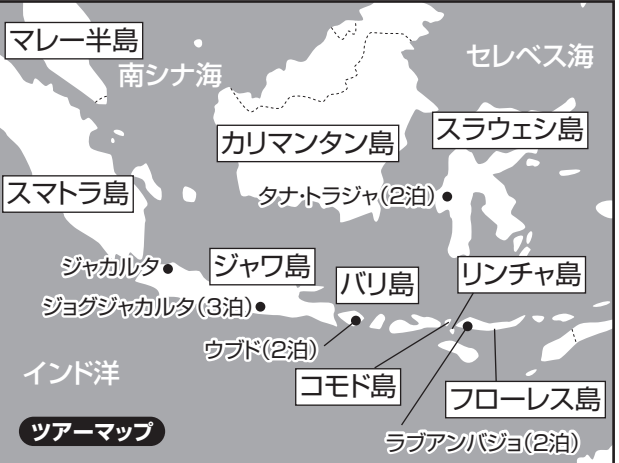 マレー半島
南シナ海
セレベス海
カリマンタン島
スラウェシ島
スマトラ島
タナ・トラジャ(2泊)
ジャカルタ
ジャワ島
バリ島
リンチャ島
ジョグジャカルタ(3泊)
ウブド(2泊)
インド洋
コモド島
フローレス島
ツアーマップ
ラブアンバジョ(2泊)